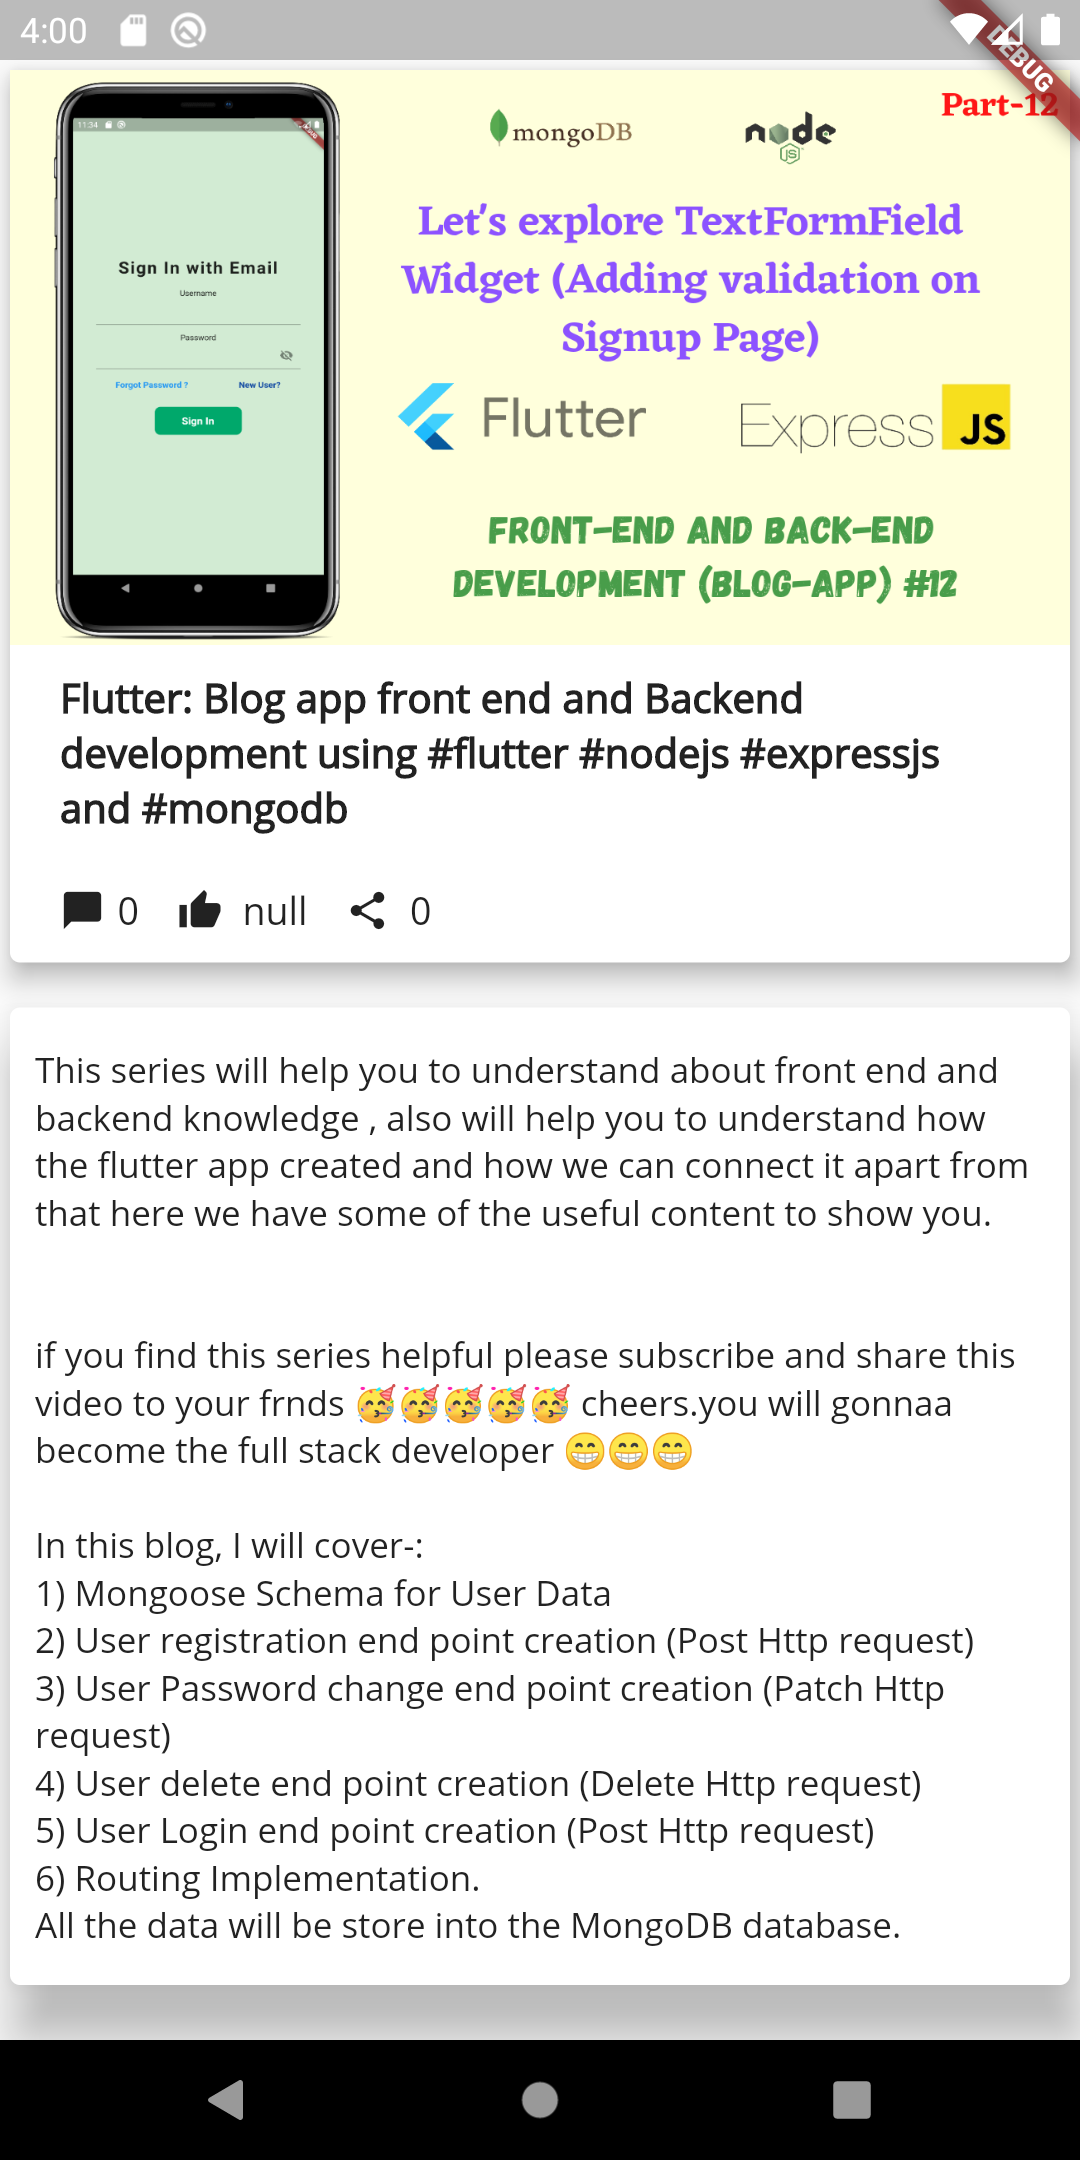 4:00
DEBUG
Part-12
11:34
mongoDB
node
JS
Let's explore TextFormField
Widget (Adding validation on
Signup Page)
Sign In with Email
Username
Password
Forgot Password ?
New User?
Sign In
Flutter
Express
JS
FRONT-END AND BACK-END
DEVELOPMENT (BLOG-APP) #12
Flutter: Blog app front end and Backend
development using #flutter #nodejs #expressjs
and #mongodb
0 null 0
This series will help you to understand about front end and
backend knowledge , also will help you to understand how
the flutter app created and how we can connect it apart from
that here we have some of the useful content to show you.
if you find this series helpful please subscribe and share this
video to your frnds 🥳🥳🥳🥳🥳 cheers.you will gonnaa
become the full stack developer 😁😁😁
In this blog, I will cover-:
1) Mongoose Schema for User Data
2) User registration end point creation (Post Http request)
3) User Password change end point creation (Patch Http
request)
4) User delete end point creation (Delete Http request)
5) User Login end point creation (Post Http request)
6) Routing Implementation.
All the data will be store into the MongoDB database.